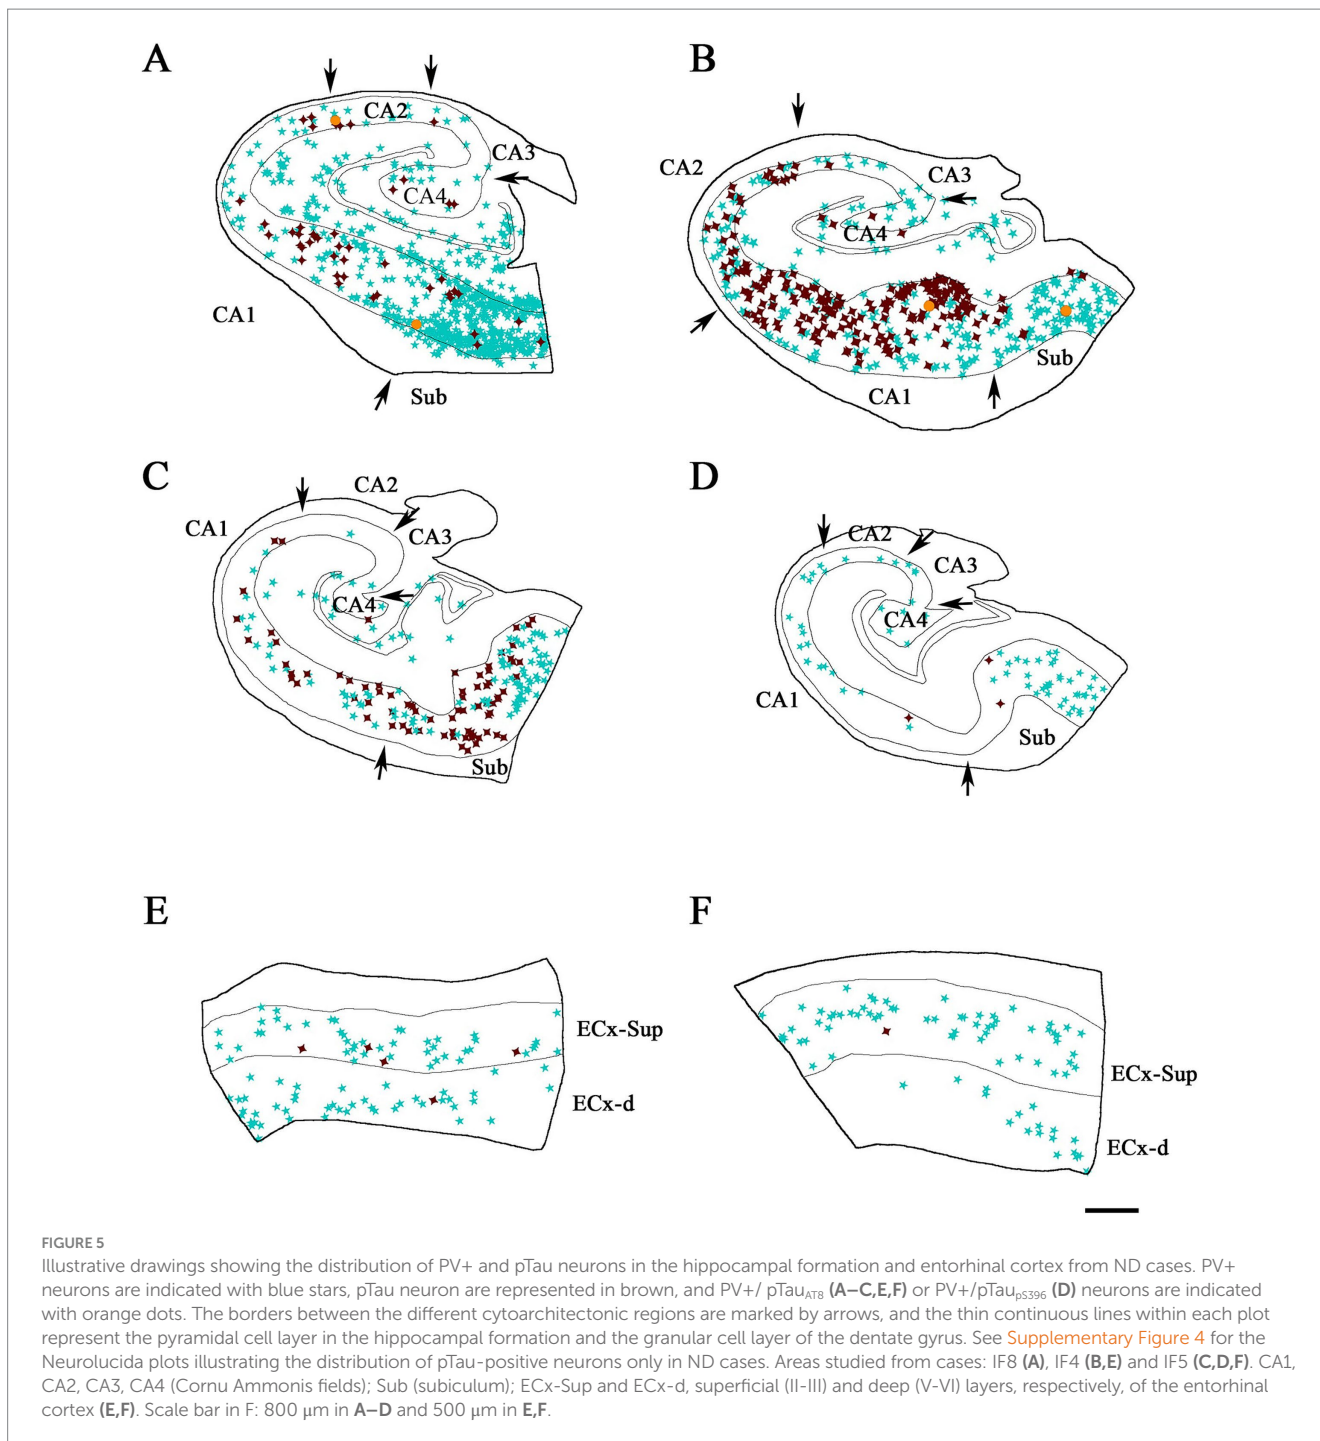 A
B
CA2
CA3
CA4
CA1
Sub
CA2
CA3
CA4
Sub
CA1
C
D
CA2
CA1
CA3
CA4
Sub
CA2
CA3
CA4
CA1
Sub
E
F
ECx-Sup
ECx-d
ECx-Sup
ECx-d
FIGURE 5
Illustrative drawings showing the distribution of PV+ and pTau neurons in the hippocampal formation and entorhinal cortex from ND cases. PV+
neurons are indicated with blue stars, pTau neuron are represented in brown, and PV+/ pTauAT8 (A–C,E,F) or PV+/pTaupS396 (D) neurons are indicated
with orange dots. The borders between the different cytoarchitectonic regions are marked by arrows, and the thin continuous lines within each plot
represent the pyramidal cell layer in the hippocampal formation and the granular cell layer of the dentate gyrus. See Supplementary Figure 4 for the
Neurolucida plots illustrating the distribution of pTau-positive neurons only in ND cases. Areas studied from cases: IF8 (A), IF4 (B,E) and IF5 (C,D,F). CA1,
CA2, CA3, CA4 (Cornu Ammonis fields); Sub (subiculum); ECx-Sup and ECx-d, superficial (II-III) and deep (V-VI) layers, respectively, of the entorhinal
cortex (E,F). Scale bar in F: 800 μm in A–D and 500 μm in E,F.